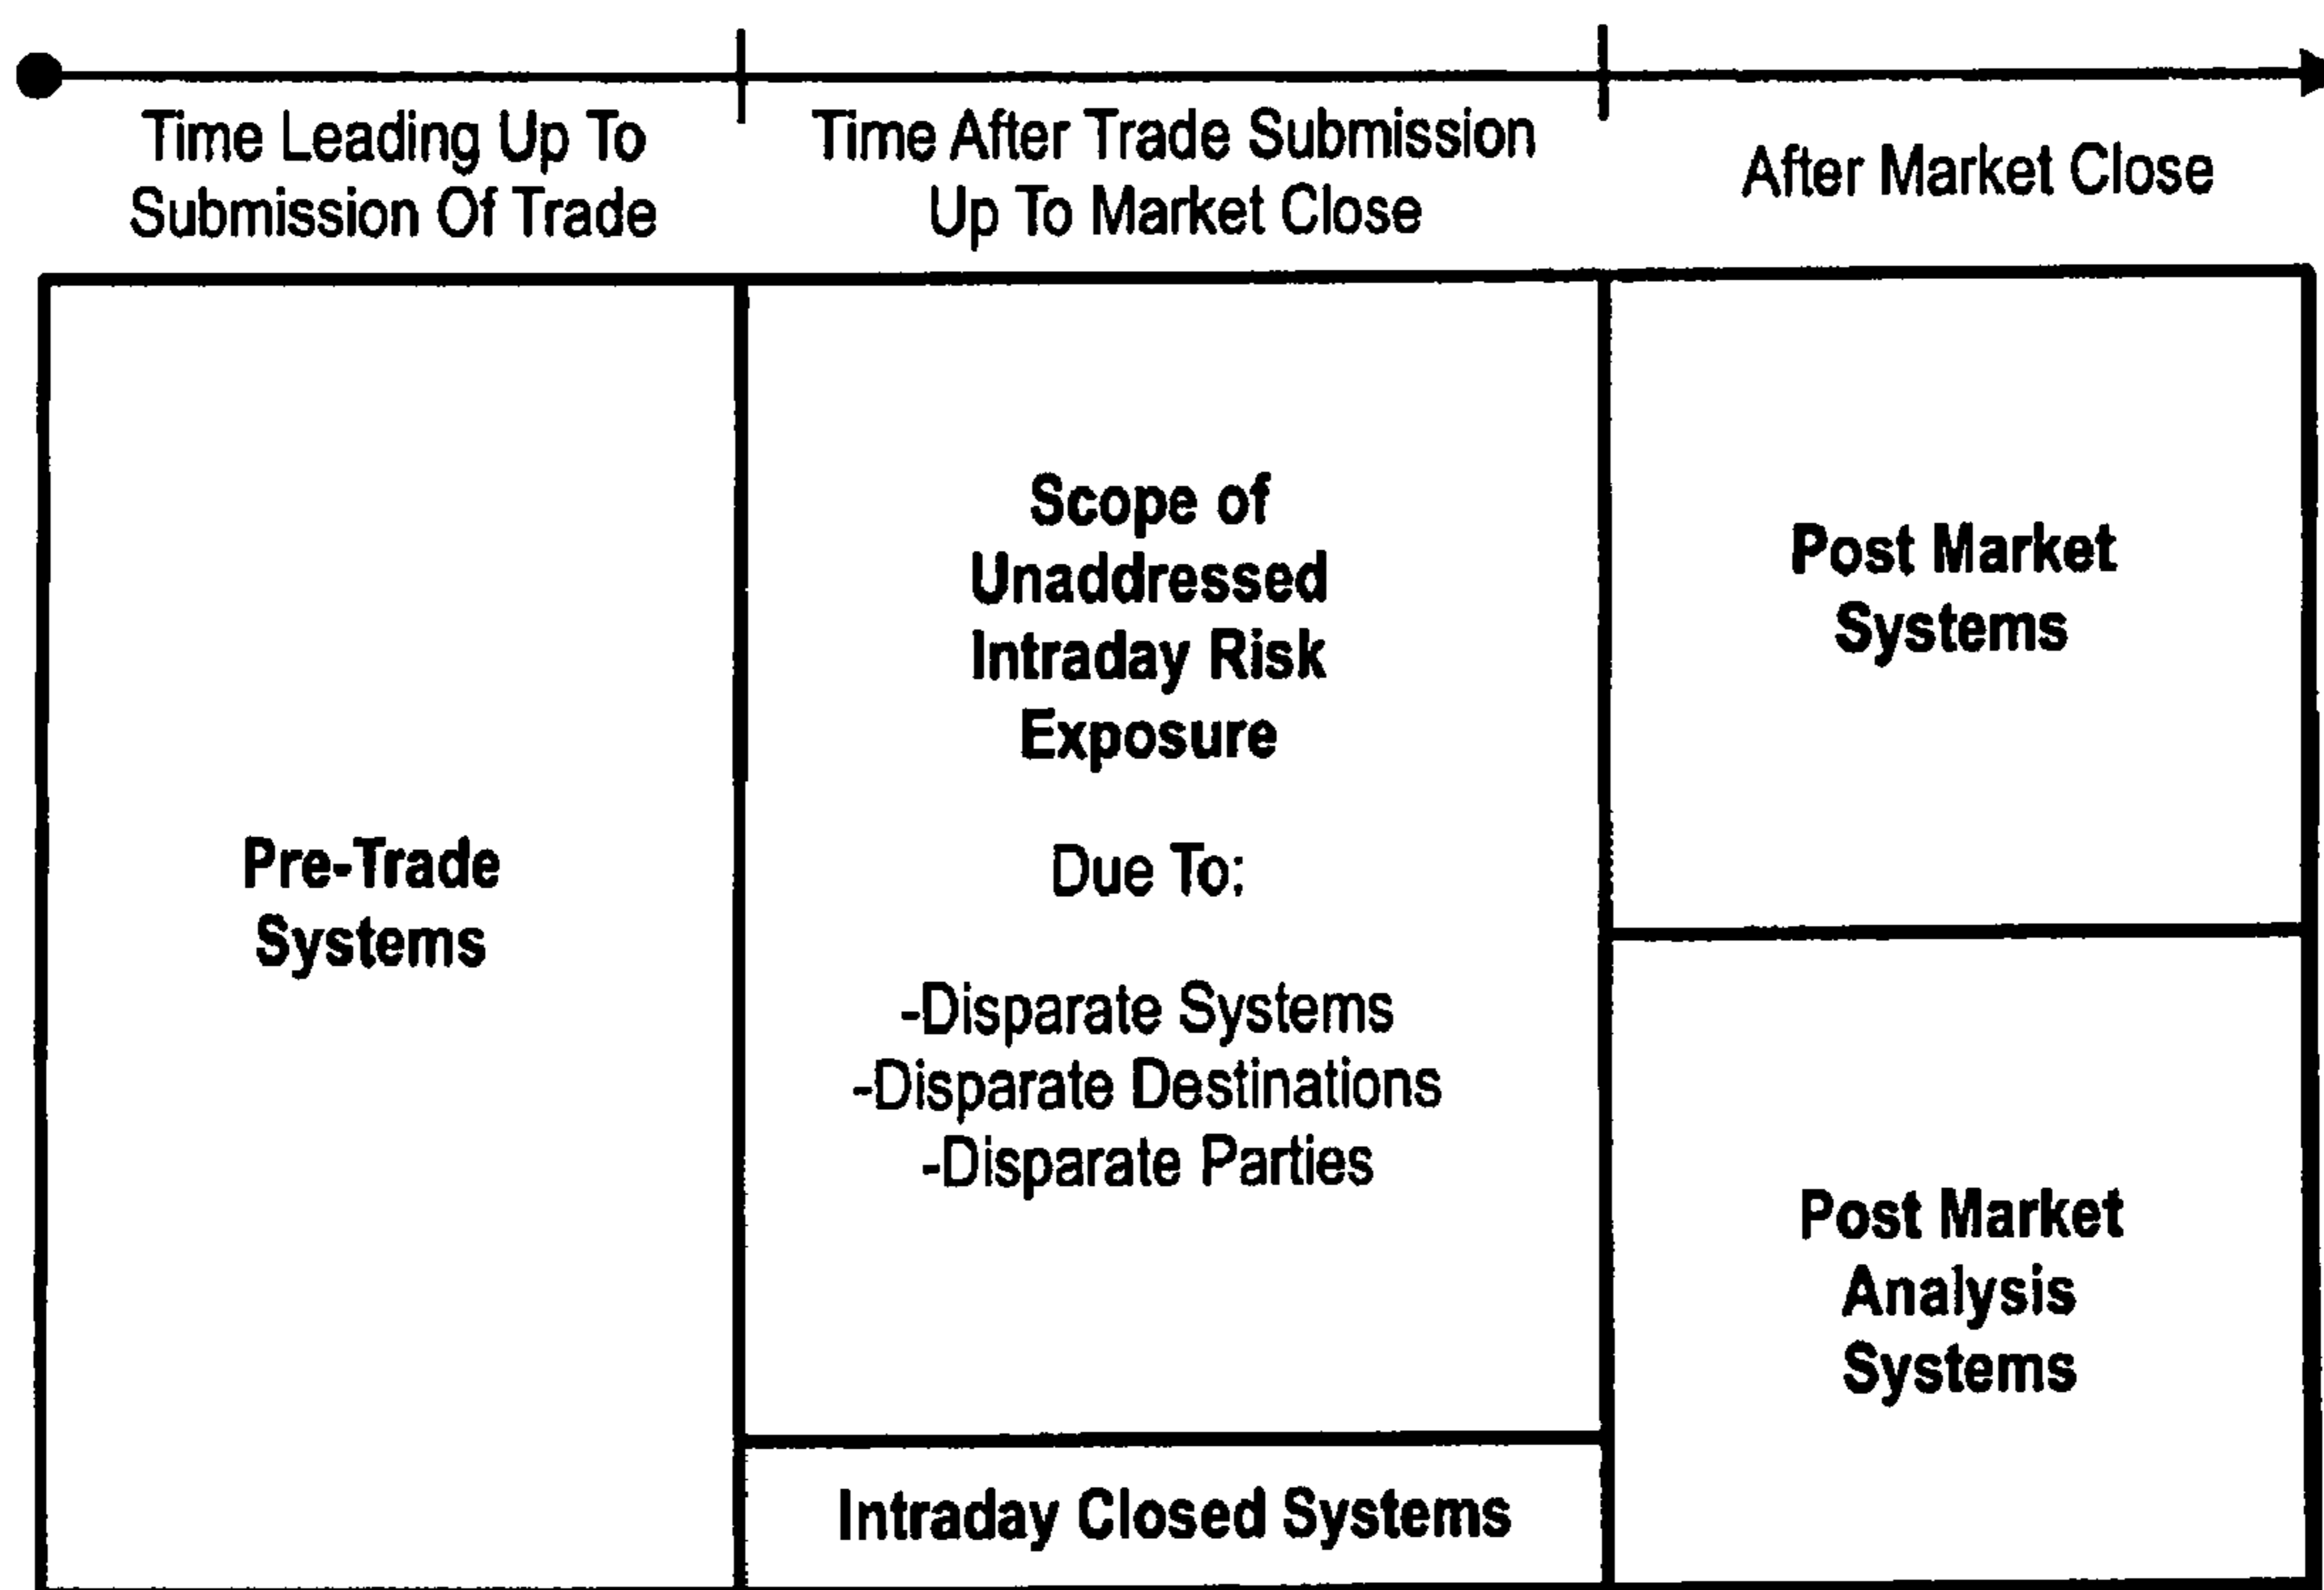 Time Leading Up To
Submission Of Trade
Time After Trade Submission
Up To Market Close
After Market Close
Pre-Trade
Systems
Scope of
Unaddressed
Intraday Risk
Exposure
Due To:
-Disparate Systems
-Disparate Destinations
-Disparate Parties
Intraday Closed Systems
Post Market
Systems
Post Market
Analysis
Systems